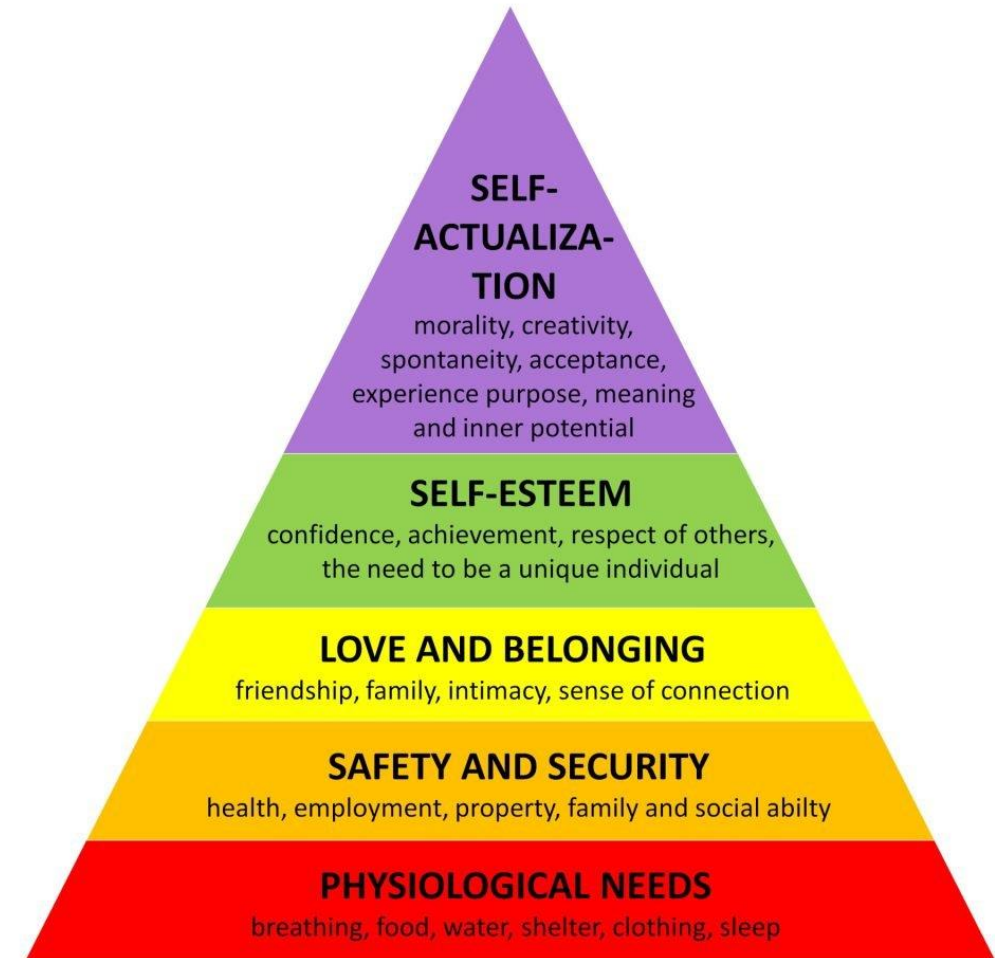 SELF-
ACTUALIZA-
TION
morality, creativity,
spontaneity, acceptance,
experience purpose, meaning
and inner potential
SELF-ESTEEM
confidence, achievement, respect of others,
the need to be a unique individual
LOVE AND BELONGING
friendship, family, intimacy, sense of connection
SAFETY AND SECURITY
health, employment, property, family and social abilty
PHYSIOLOGICAL NEEDS
breathing, food, water, shelter, clothing, sleep